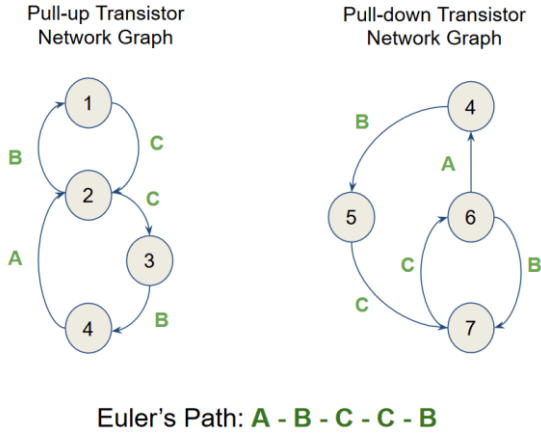 Pull-up Transistor
Network Graph
1
B
C
2
C
A
3
4
B
Pull-down Transistor
Network Graph
4
B
A
5
6
C
B
C
7
Euler's Path: A - B - C - C - B